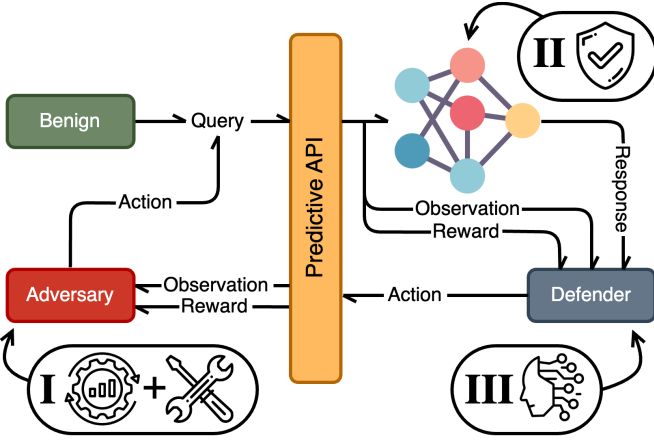 II
Benign
Query
Predictive API
Response
Action
Observation
Reward
Adversary
Observation
Reward
Action
Defender
I
+
III